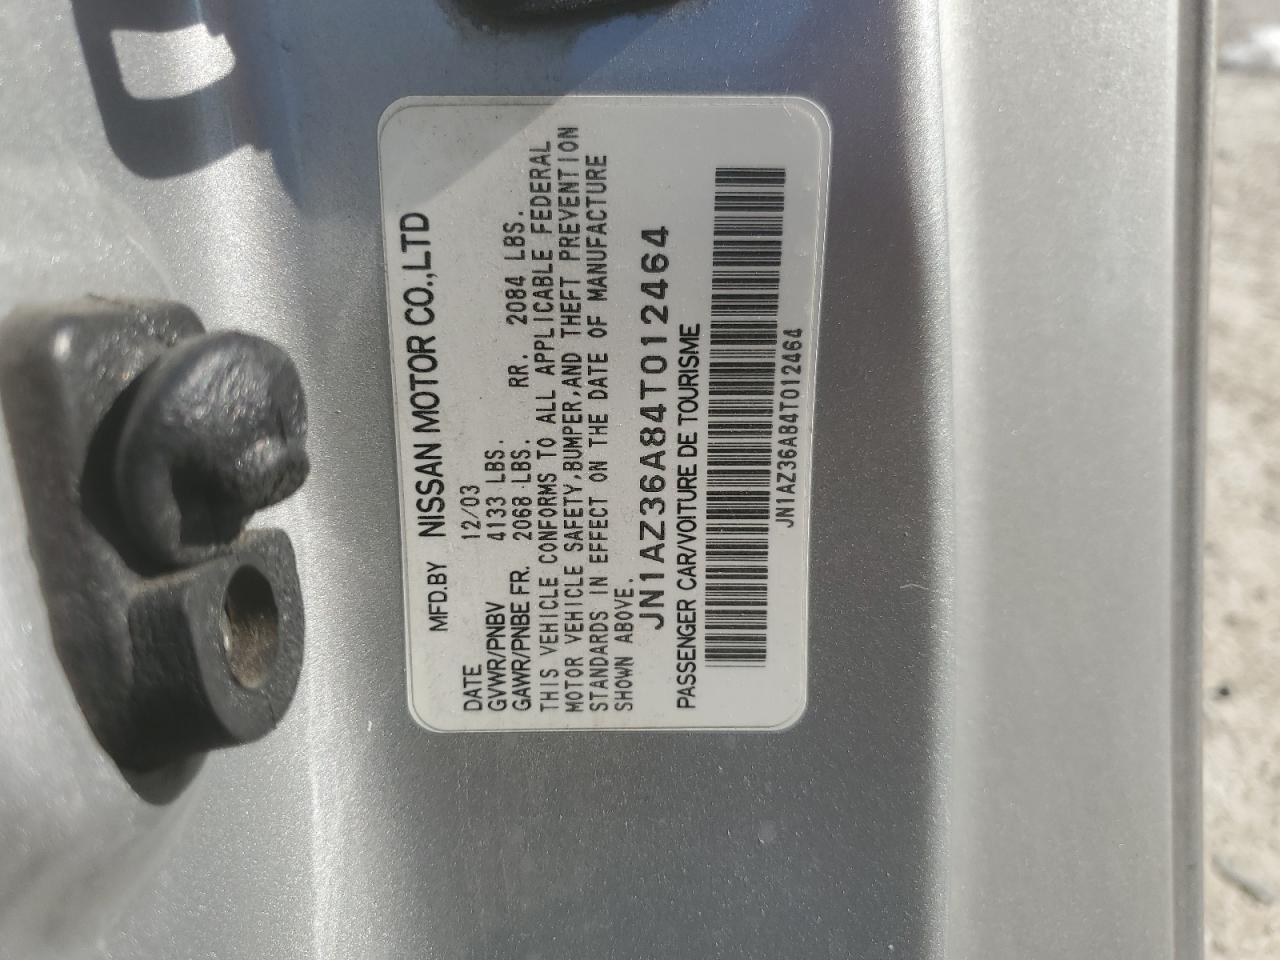 MFD.BY NISSAN MOTOR CO.,LTD
DATE 12/03
GVWR/PNBV 4133 LBS.
GAWR/PNBE FR. 2068 LBS. RR. 2084 LBS.
THIS VEHICLE CONFORMS TO ALL APPLICABLE FEDERAL
MOTOR VEHICLE SAFETY,BUMPER,AND THEFT PREVENTION
STANDARDS IN EFFECT ON THE DATE OF MANUFACTURE
SHOWN ABOVE.
JN1AZ36A84T012464
PASSENGER CAR/VOITURE DE TOURISME
JN1AZ36A84T012464